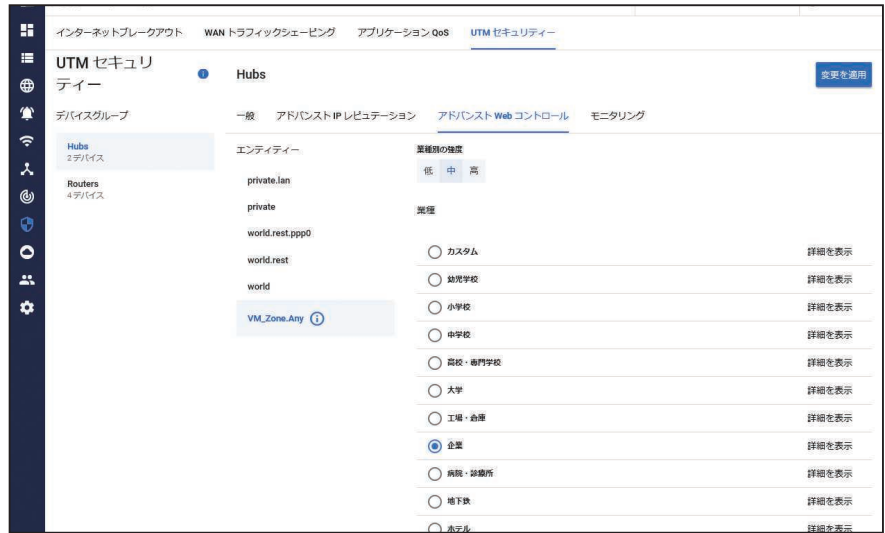 インターネットブレークアウト WAN トラフィックシェーピング アプリケーション QoS UTM セキュリティー
UTM セキュリ
ティー
Hubs
変更を適用
デバイスグループ
一般 アドバンスト IP レピュテーション アドバンスト Web コントロール モニタリング
Hubs
2 デバイス
Routers
4 デバイス
エンティティー
private.lan
private
world.rest.ppp0
world.rest
world
VM_Zone.Any
業種別の強度
低 中 高
業種
カスタム 詳細を表示
幼児学校 詳細を表示
小学校 詳細を表示
中学校 詳細を表示
高校・専門学校 詳細を表示
大学 詳細を表示
工場・倉庫 詳細を表示
企業 詳細を表示
病院・診療所 詳細を表示
地下鉄 詳細を表示
ホテル 詳細を表示